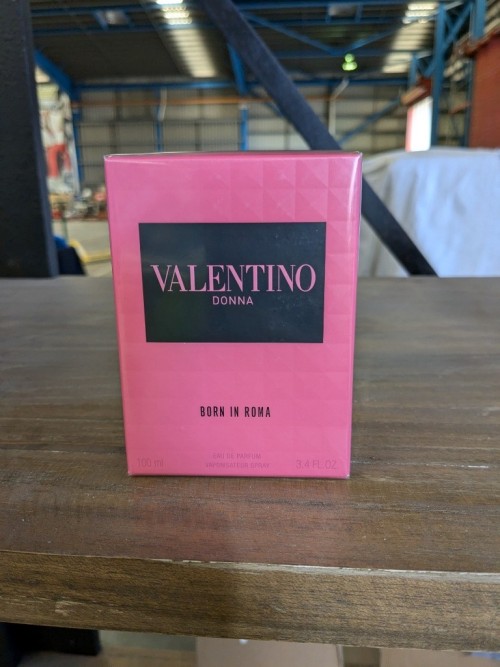 VALENTINO
DONNA
BORN IN ROMA
EAU DE PARFUM
100 ml VAPORISATEUR SPRAY 3.4 FL.OZ.